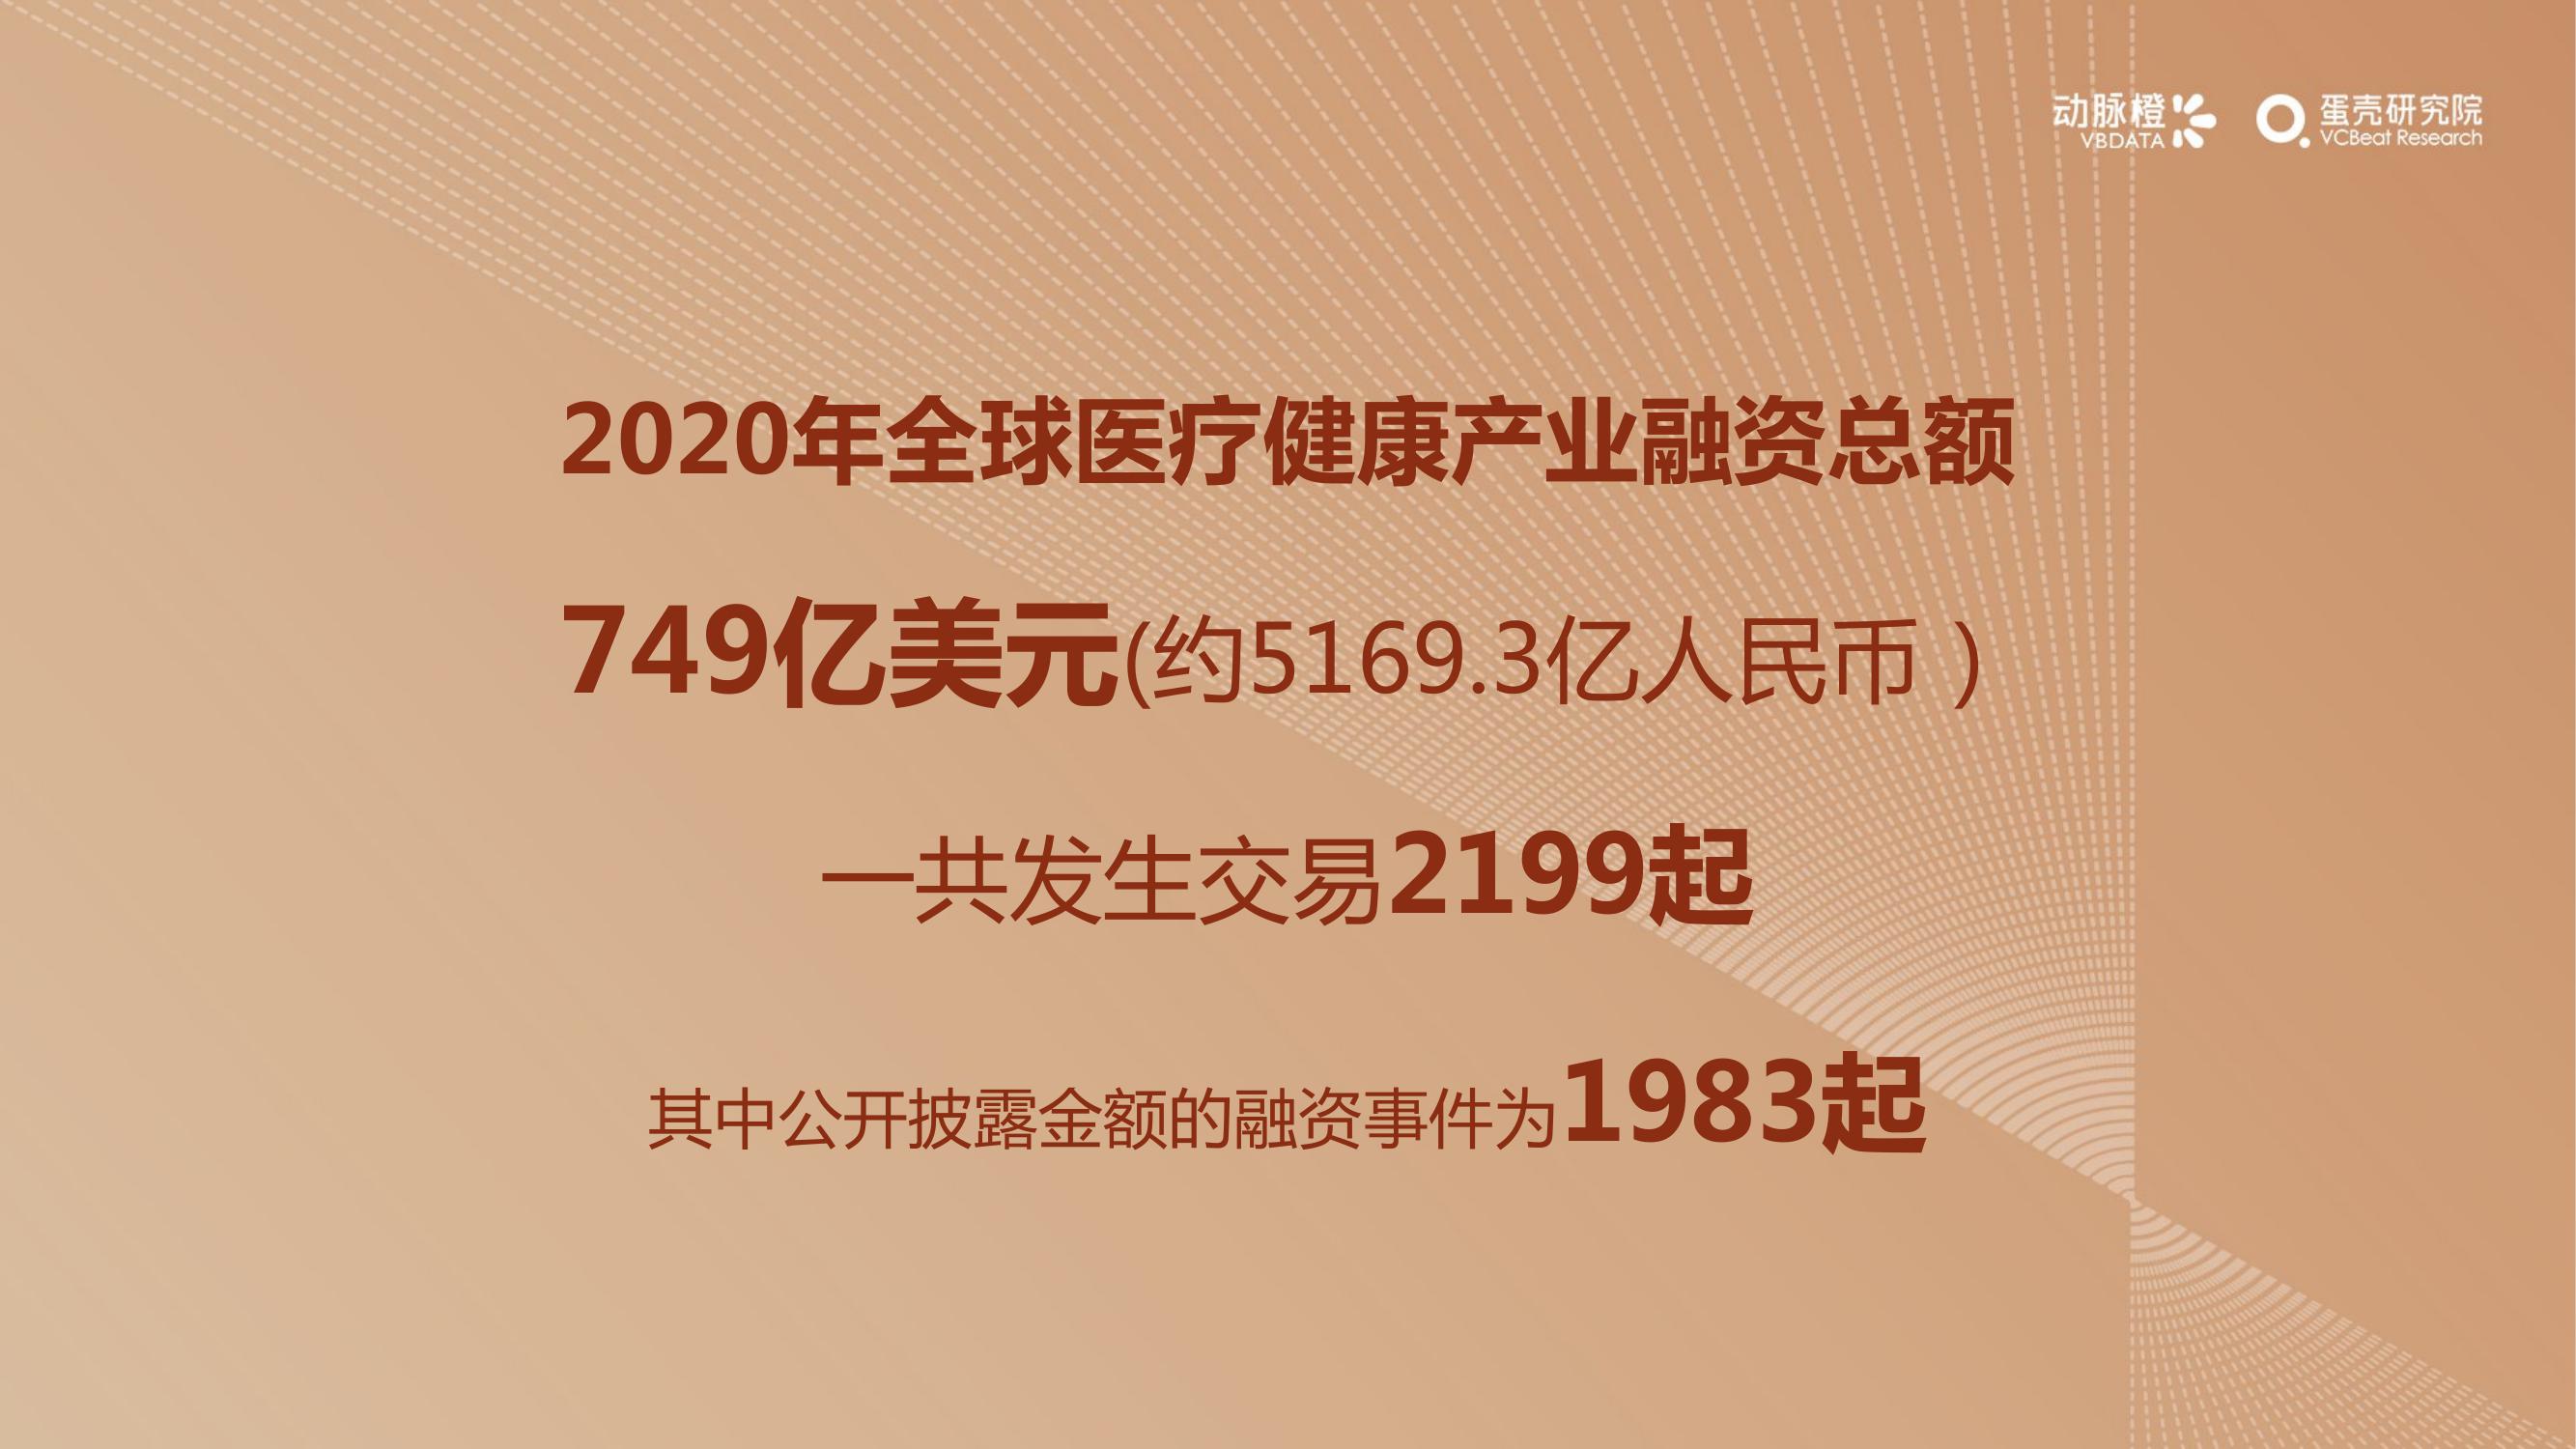 动脉橙
VBDATA
蛋壳研究院
VCBeat Research
2020年全球医疗健康产业融资总额
749亿美元(约5169.3亿人民币 )
一共发生交易2199起
其中公开披露金额的融资事件为1983起